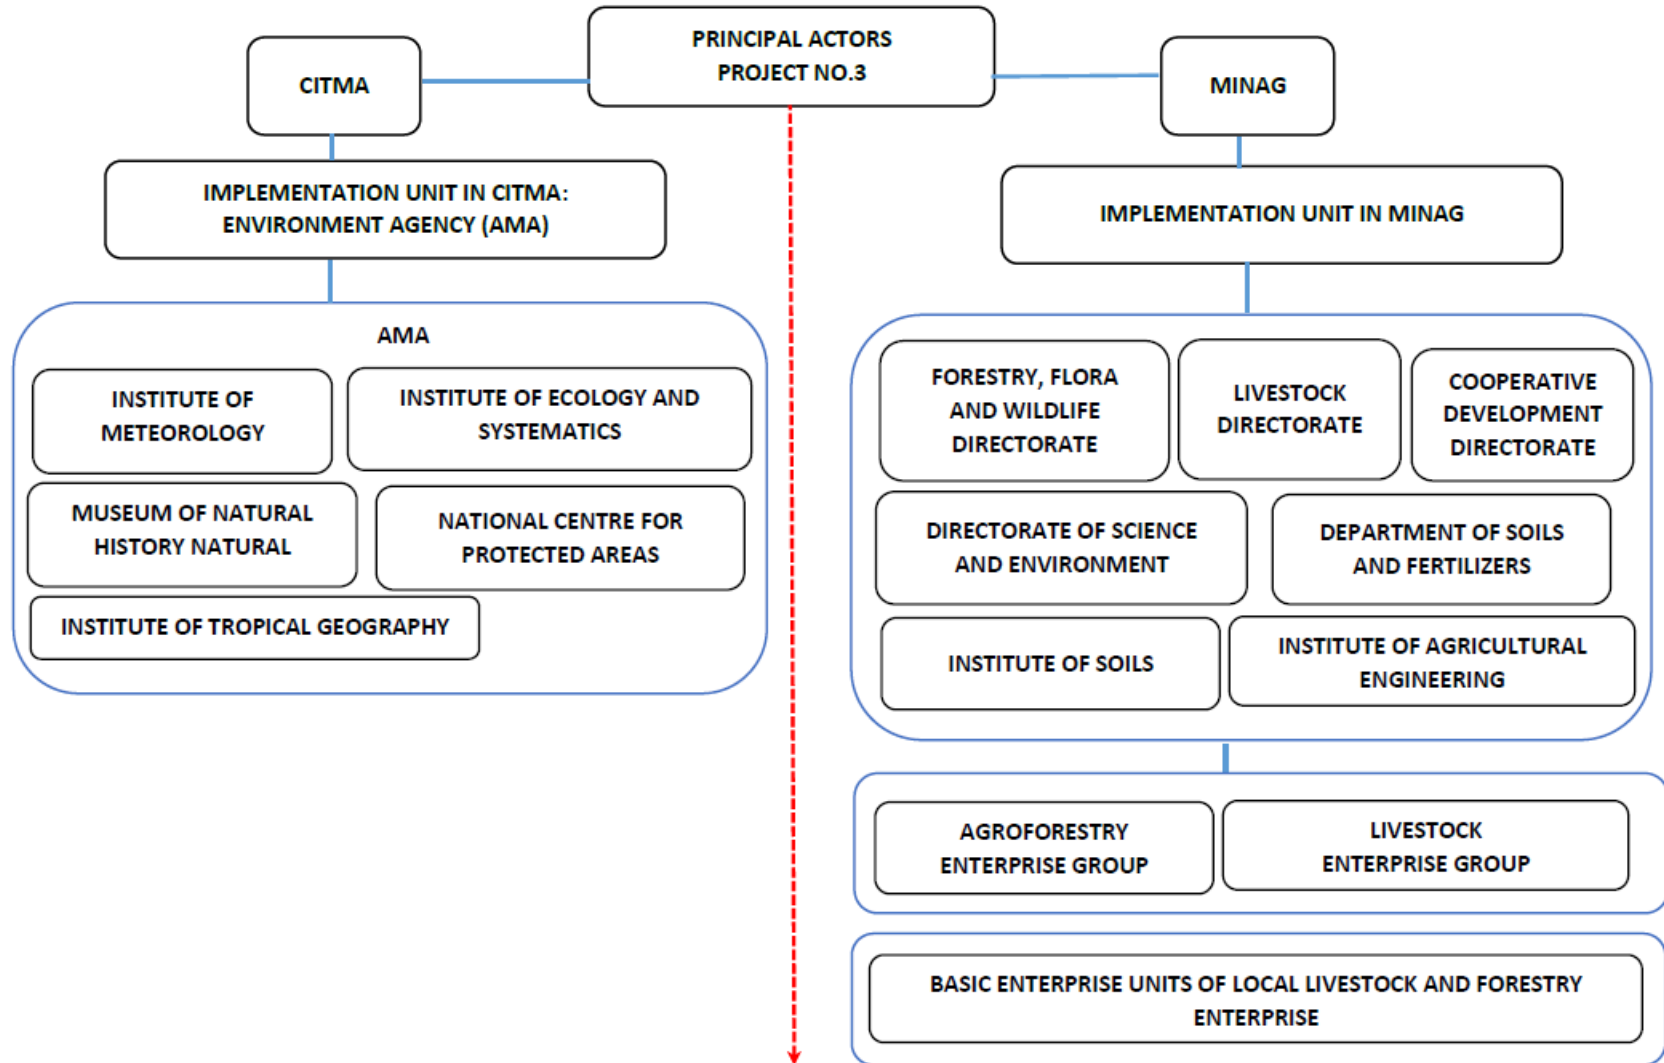 PRINCIPAL ACTORS
PROJECT NO.3
CITMA
MINAG
IMPLEMENTATION UNIT IN CITMA:
ENVIRONMENT AGENCY (AMA)
IMPLEMENTATION UNIT IN MINAG
AMA
INSTITUTE OF
METEOROLOGY
INSTITUTE OF ECOLOGY AND
SYSTEMATICS
MUSEUM OF NATURAL
HISTORY NATURAL
NATIONAL CENTRE FOR
PROTECTED AREAS
INSTITUTE OF TROPICAL GEOGRAPHY
FORESTRY, FLORA
AND WILDLIFE
DIRECTORATE
LIVESTOCK
DIRECTORATE
COOPERATIVE
DEVELOPMENT
DIRECTORATE
DIRECTORATE OF SCIENCE
AND ENVIRONMENT
DEPARTMENT OF SOILS
AND FERTILIZERS
INSTITUTE OF SOILS
INSTITUTE OF AGRICULTURAL
ENGINEERING
AGROFORESTRY
ENTERPRISE GROUP
LIVESTOCK
ENTERPRISE GROUP
BASIC ENTERPRISE UNITS OF LOCAL LIVESTOCK AND FORESTRY
ENTERPRISE